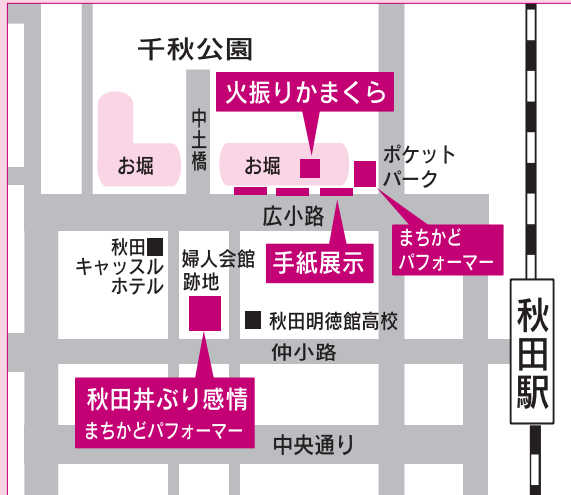 千秋公園
火振りかまくら
中土橋
お堀
お堀
ポケット
パーク
広小路
まちかど
パフォーマー
手紙展示
秋田
キャッスル
ホテル
婦人会館
跡地
秋田明徳館高校
仲小路
秋田駅
秋田丼ぶり感情
まちかどパフォーマー
中央通り